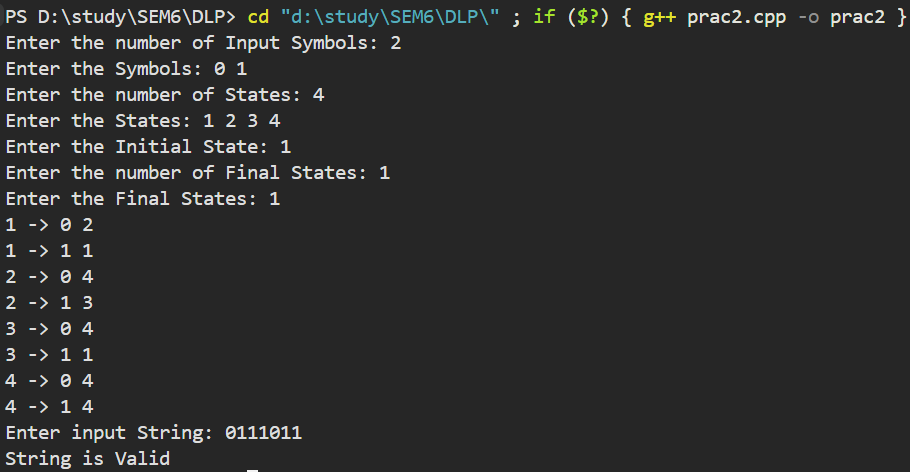 PS D:\study\SEM6\DLP> cd "d:\study\SEM6\DLP\" ; if ($?) { g++ prac2.cpp -o prac2 }
Enter the number of Input Symbols: 2
Enter the Symbols: 0 1
Enter the number of States: 4
Enter the States: 1 2 3 4
Enter the Initial State: 1
Enter the number of Final States: 1
Enter the Final States: 1
1 -> 0 2
1 -> 1 1
2 -> 0 4
2 -> 1 3
3 -> 0 4
3 -> 1 1
4 -> 0 4
4 -> 1 4
Enter input String: 0111011
String is Valid